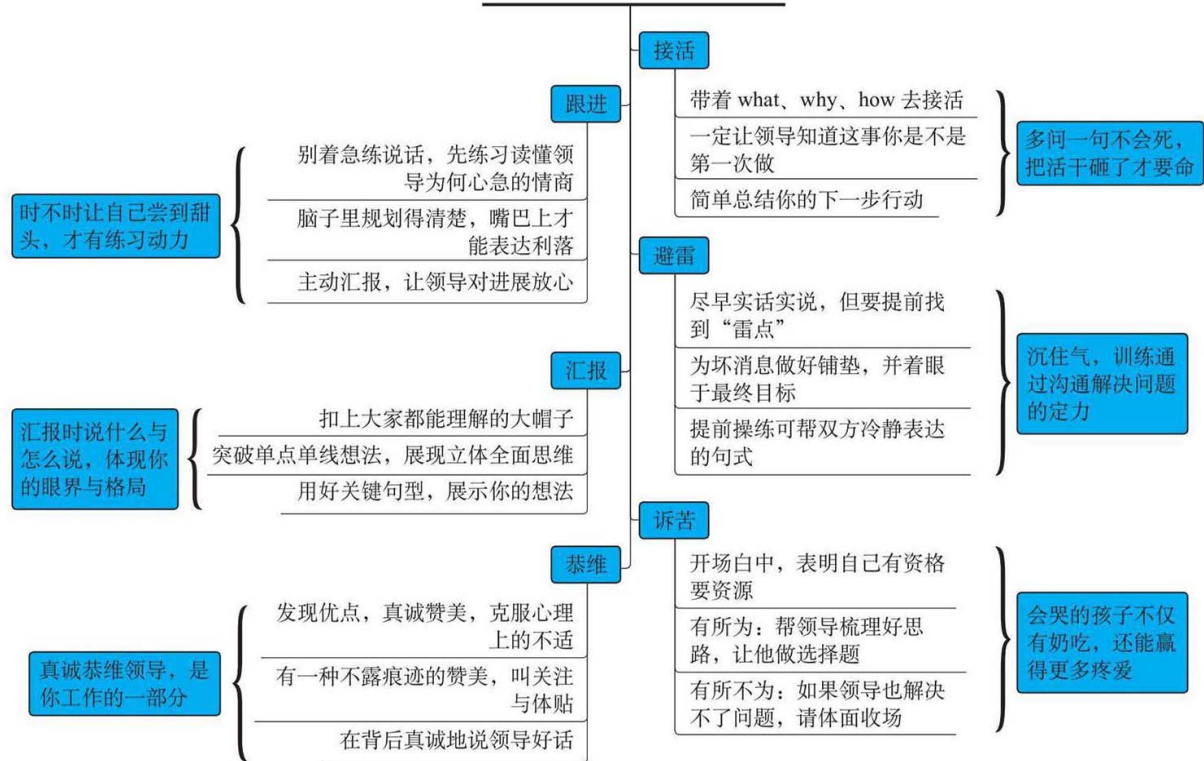 接活
带着 what、why、how 去接活
一定让领导知道这事你是不是
第一次做
简单总结你的下一步行动
多问一句不会死，
把活干砸了才要命
跟进
别着急练说话，先练习读懂领
导为何心急的情商
脑子里规划得清楚，嘴巴上才
能表达利落
主动汇报，让领导对进展放心
时不时让自己尝到甜
头，才有练习动力
避雷
尽早实话实说，但要提前找
到“雷点”
为坏消息做好铺垫，并着眼
于最终目标
提前操练可帮双方冷静表达
的句式
沉住气，训练通
过沟通解决问题
的定力
汇报
扣上大家都能理解的大帽子
突破单点单线想法，展现立体全面思维
用好关键句型，展示你的想法
汇报时说什么与
怎么说，体现你
的眼界与格局
诉苦
开场白中，表明自己有资格
要资源
有所为：帮领导梳理好思
路，让他做选择题
有所不为：如果领导也解决
不了问题，请体面收场
会哭的孩子不仅
有奶吃，还能赢
得更多疼爱
恭维
发现优点，真诚赞美，克服心理
上的不适
有一种不露痕迹的赞美，叫关注
与体贴
在背后真诚地说领导好话
真诚恭维领导，是
你工作的一部分